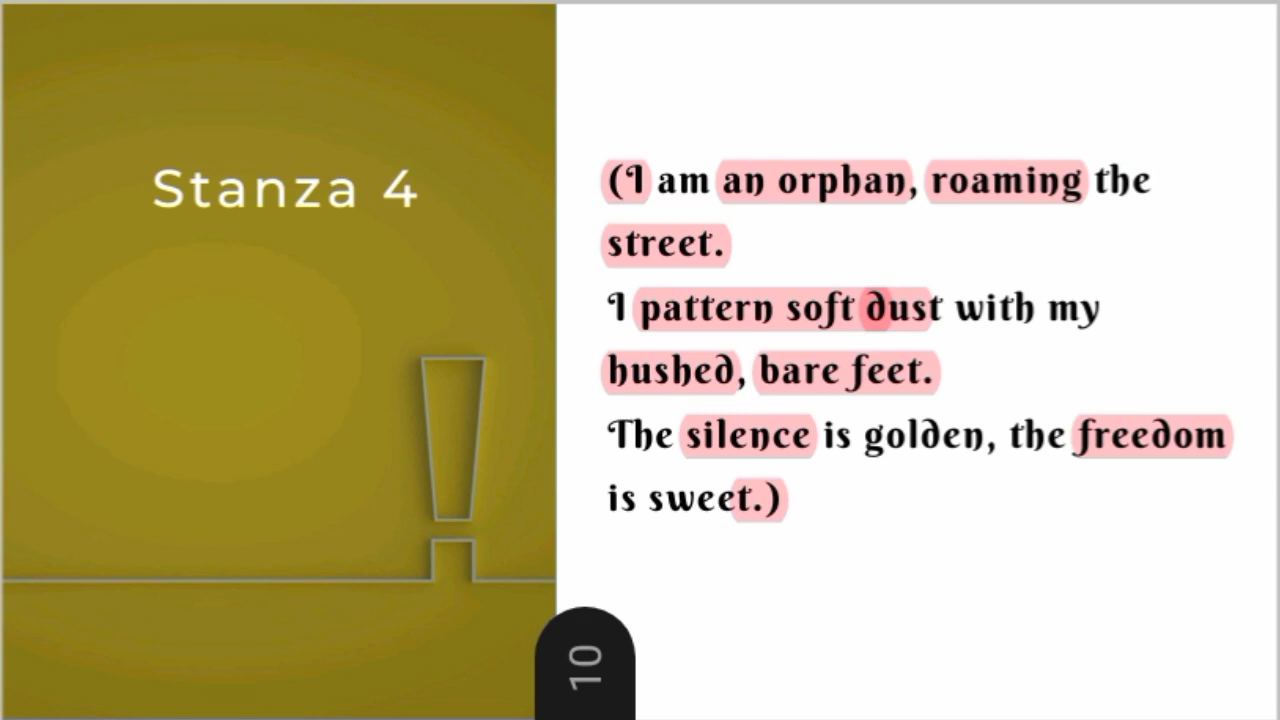 Stanza 4
(I am an orphan, roaming the
street.
I pattern soft dust with my
hushed, bare feet.
The silence is golden, the freedom
is sweet.)
10